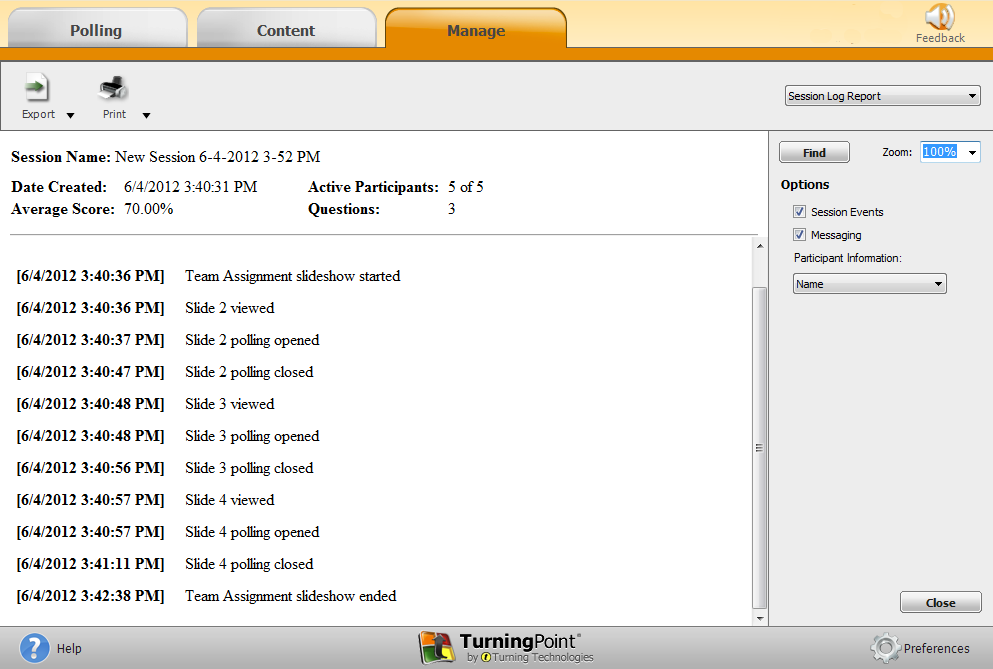 Polling Content Manage Feedback
Export Print Session Log Report
Session Name: New Session 6-4-2012 3-52 PM
Date Created: 6/4/2012 3:40:31 PM Active Participants: 5 of 5
Average Score: 70.00% Questions: 3
[6/4/2012 3:40:36 PM] Team Assignment slideshow started
[6/4/2012 3:40:36 PM] Slide 2 viewed
[6/4/2012 3:40:37 PM] Slide 2 polling opened
[6/4/2012 3:40:47 PM] Slide 2 polling closed
[6/4/2012 3:40:48 PM] Slide 3 viewed
[6/4/2012 3:40:48 PM] Slide 3 polling opened
[6/4/2012 3:40:56 PM] Slide 3 polling closed
[6/4/2012 3:40:57 PM] Slide 4 viewed
[6/4/2012 3:40:57 PM] Slide 4 polling opened
[6/4/2012 3:41:11 PM] Slide 4 polling closed
[6/4/2012 3:42:38 PM] Team Assignment slideshow ended
Find Zoom: 100%
Options
Session Events
Messaging
Participant Information:
Name
Close
? Help
TurningPoint®
by Turning Technologies
Preferences